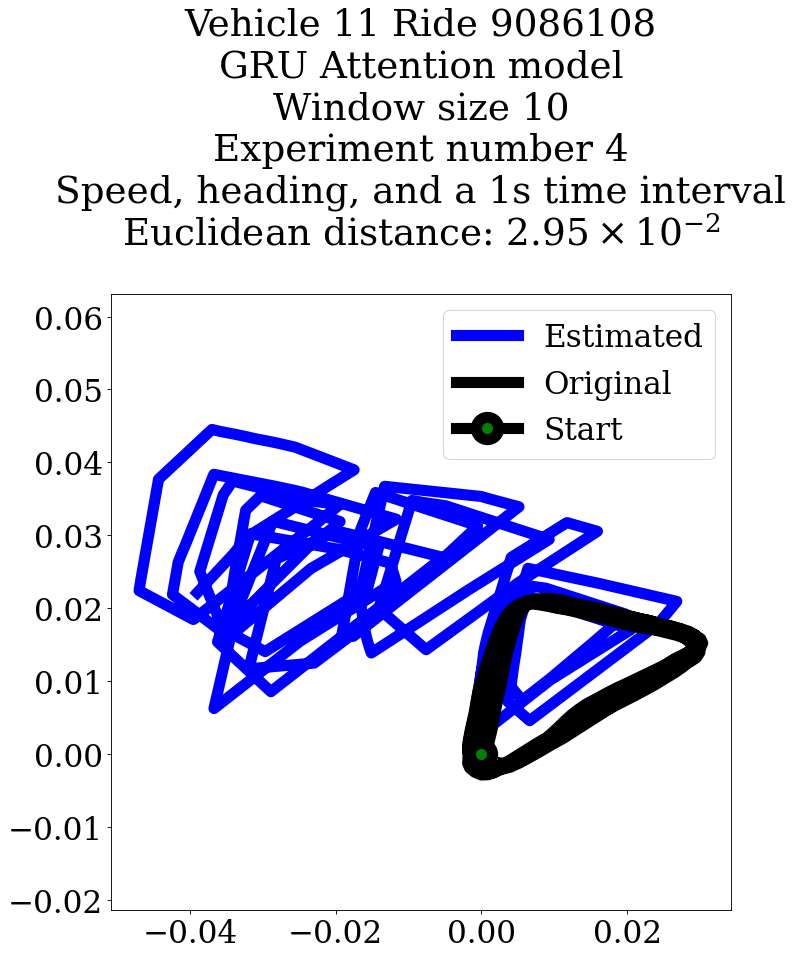 Vehicle 11 Ride 9086108
GRU Attention model
Window size 10
Experiment number 4
Speed, heading, and a 1s time interval
Euclidean distance: 2.95 × 10⁻²
Estimated
Original
Start
0.06
0.05
0.04
0.03
0.02
0.01
0.00
−0.01
−0.02
−0.04 −0.02 0.00 0.02